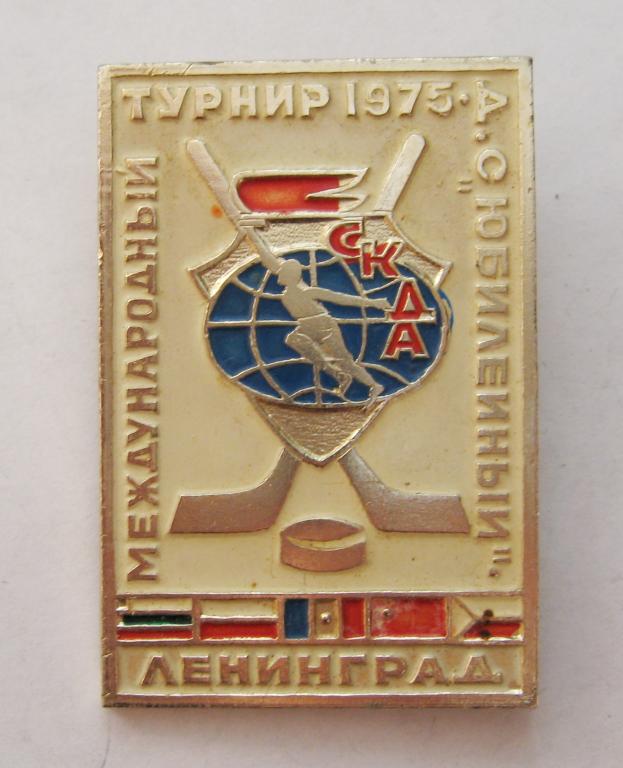 МЕЖДУНАРОДНЫЙ
ТУРНИР 1975.
Д.С „ЮБИЛЕЙНЫЙ".
СКДА
ЛЕНИНГРАД